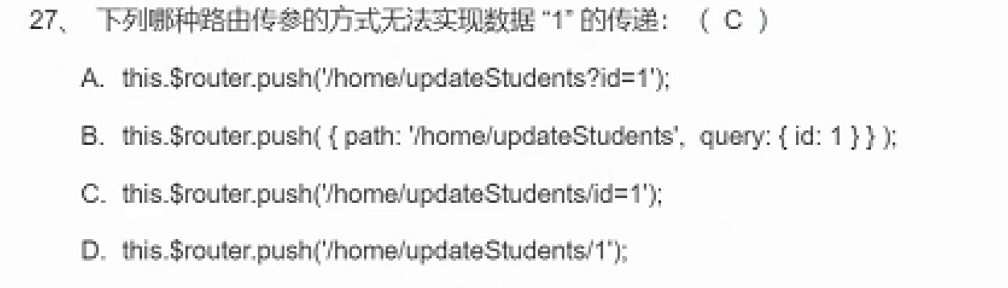 27、 下列哪种路由传参的方式无法实现数据“1”的传递：（ C ）
A. this.$router.push('/home/updateStudents?id=1');
B. this.$router.push( { path: '/home/updateStudents', query: { id: 1 } } );
C. this.$router.push('/home/updateStudents/id=1');
D. this.$router.push('/home/updateStudents/1');